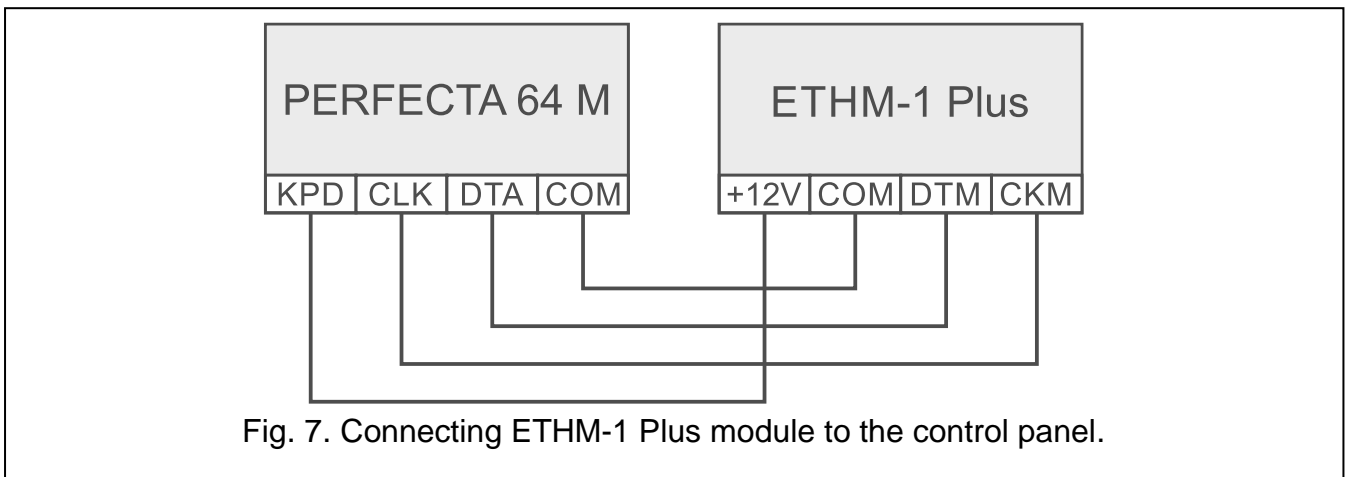 PERFECTA 64 M
KPD CLK DTA COM
ETHM-1 Plus
+12V COM DTM CKM
Fig. 7. Connecting ETHM-1 Plus module to the control panel.